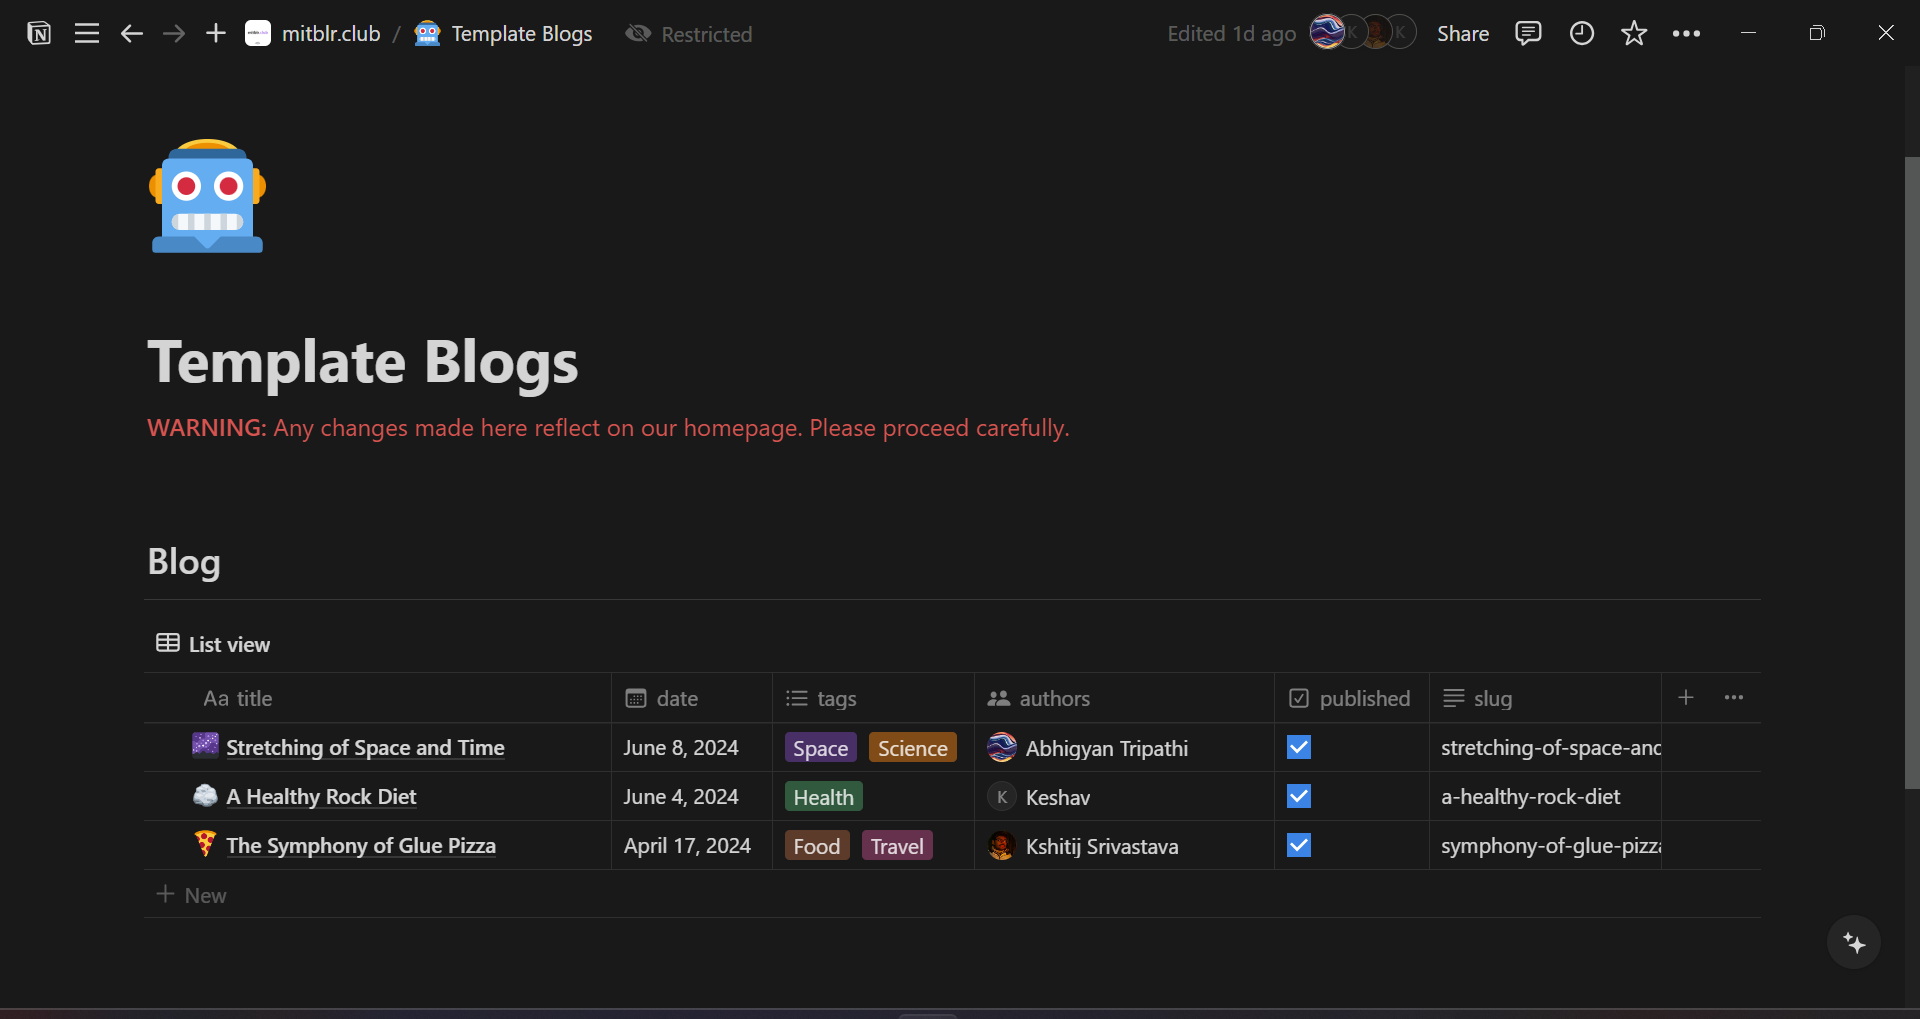 mitblr.club / Template Blogs Restricted Edited 1d ago K K Share
Template Blogs
WARNING: Any changes made here reflect on our homepage. Please proceed carefully.
Blog
List view
Aa title date tags authors published slug
Stretching of Space and Time June 8, 2024 Space Science Abhigyan Tripathi stretching-of-space-and
A Healthy Rock Diet June 4, 2024 Health K Keshav a-healthy-rock-diet
The Symphony of Glue Pizza April 17, 2024 Food Travel Kshitij Srivastava symphony-of-glue-pizza
+ New